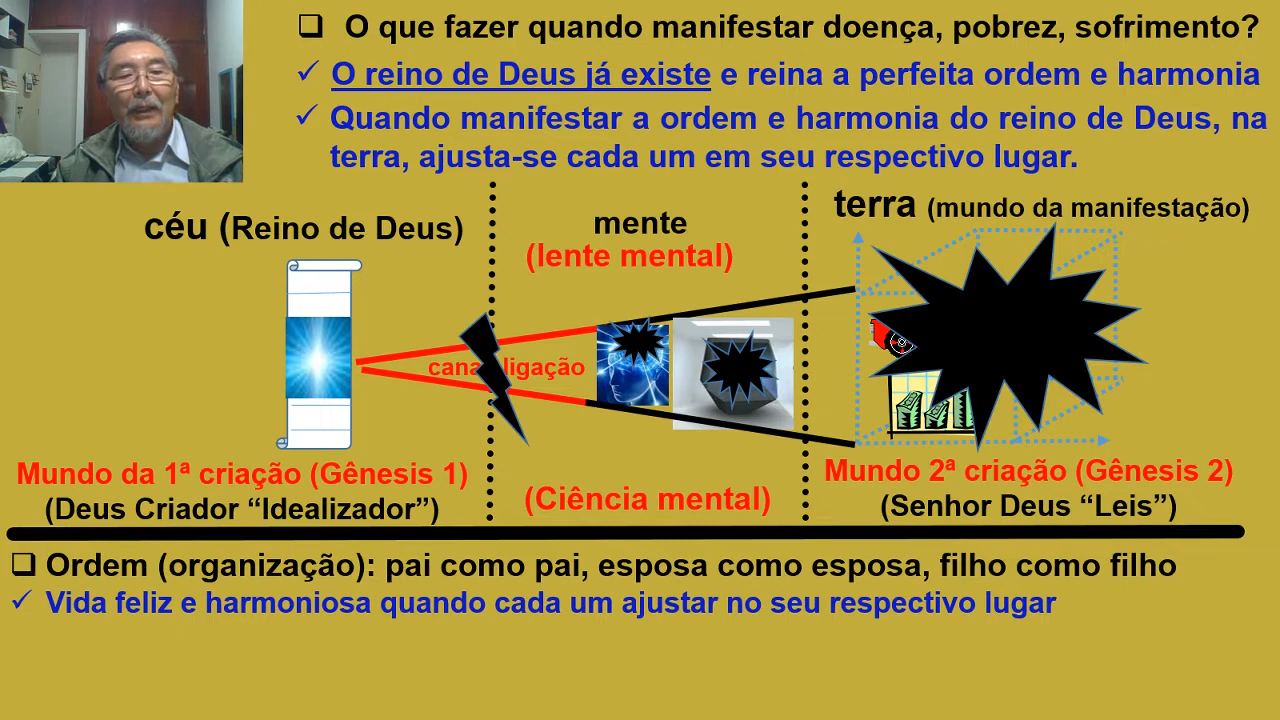 O que fazer quando manifestar doença, pobrez, sofrimento?
O reino de Deus já existe e reina a perfeita ordem e harmonia
Quando manifestar a ordem e harmonia do reino de Deus, na
terra, ajusta-se cada um em seu respectivo lugar.
céu (Reino de Deus)
mente
(lente mental)
terra (mundo da manifestação)
ligação
Mundo da 1ª criação (Gênesis 1)
(Deus Criador “Idealizador”)
(Ciência mental)
Mundo 2ª criação (Gênesis 2)
(Senhor Deus “Leis”)
Ordem (organização): pai como pai, esposa como esposa, filho como filho
Vida feliz e harmoniosa quando cada um ajustar no seu respectivo lugar